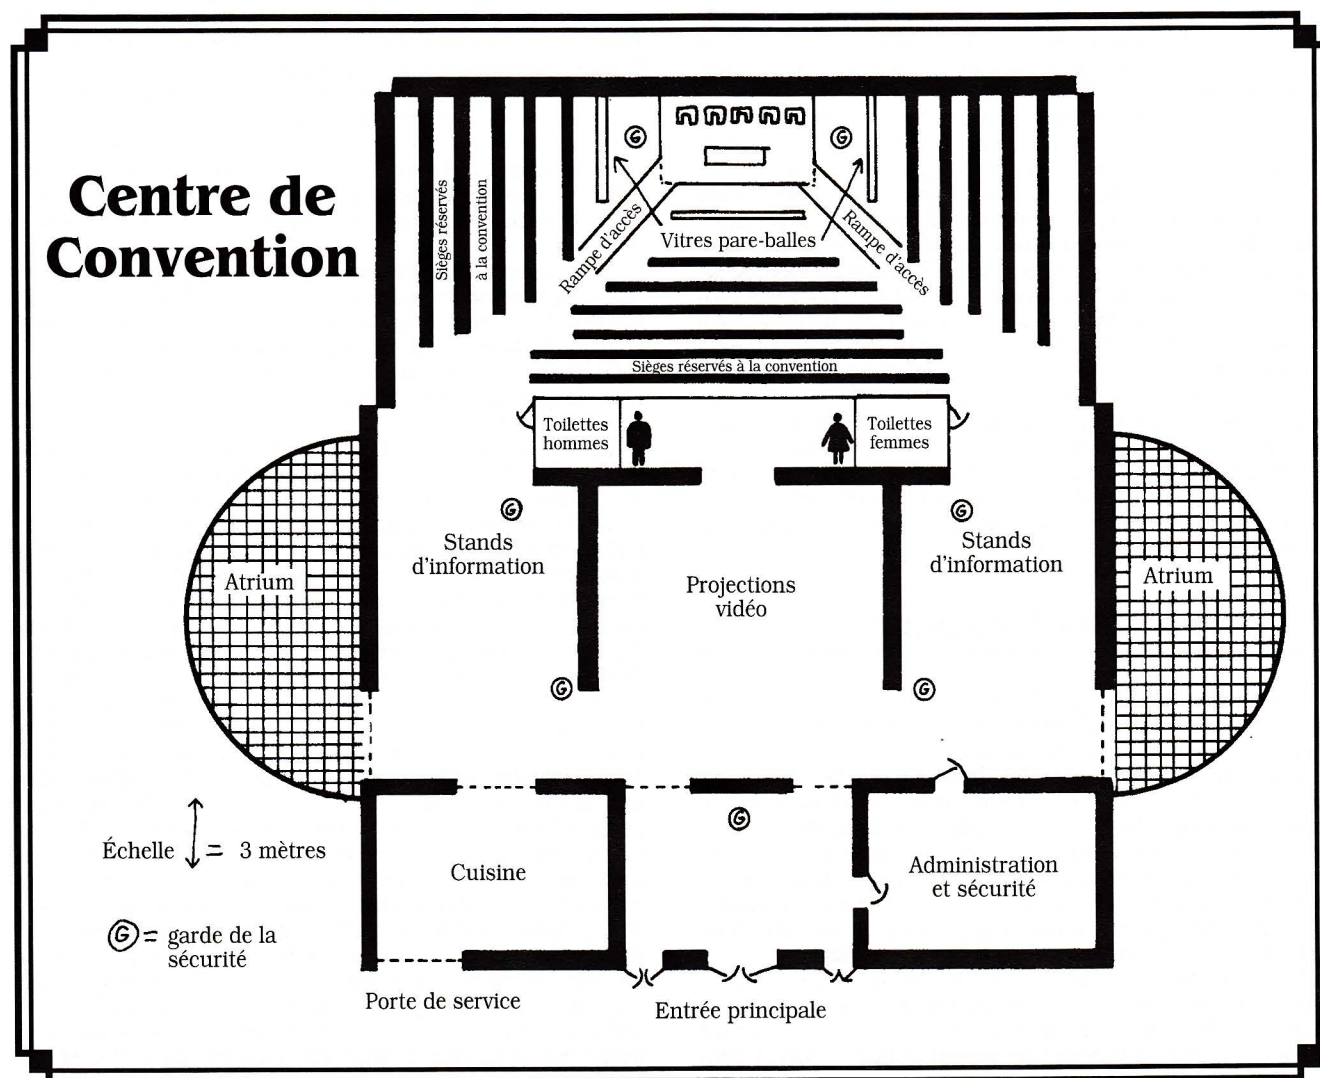 Centre de
Convention
Sièges réservés
à la convention
G
G
Rampe d'accès
Rampe d'accès
Vitres pare-balles
Sièges réservés à la convention
Toilettes
hommes
Toilettes
femmes
G
G
Stands
d'information
Stands
d'information
Atrium
Projections
vidéo
Atrium
G
G
G
Échelle = 3 mètres
Cuisine
Administration
et sécurité
G = garde de la
sécurité
Porte de service
Entrée principale